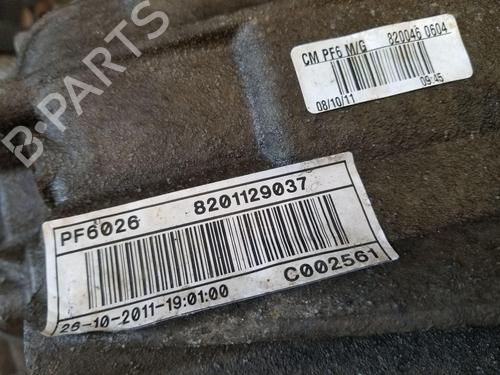 B-PARTS
CM PF6 M/G 820046 0604
08/10/11 09:45
PF6026 8201129037
26-10-2011-19:01:00 C002561